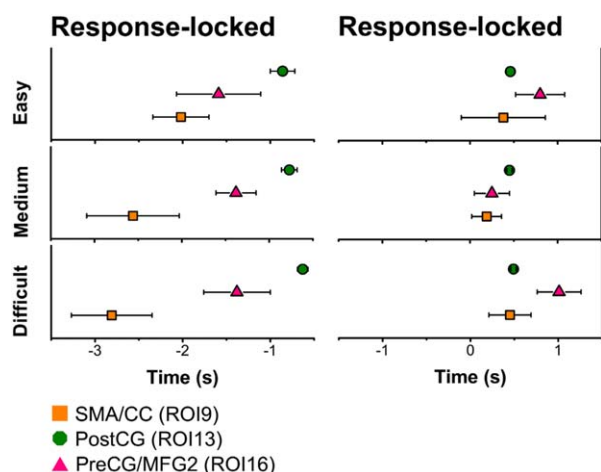 Response-locked
Response-locked
Easy
Medium
Difficult
-3
-2
-1
-1
0
1
Time (s)
Time (s)
SMA/CC (ROI9)
PostCG (ROI13)
PreCG/MFG2 (ROI16)